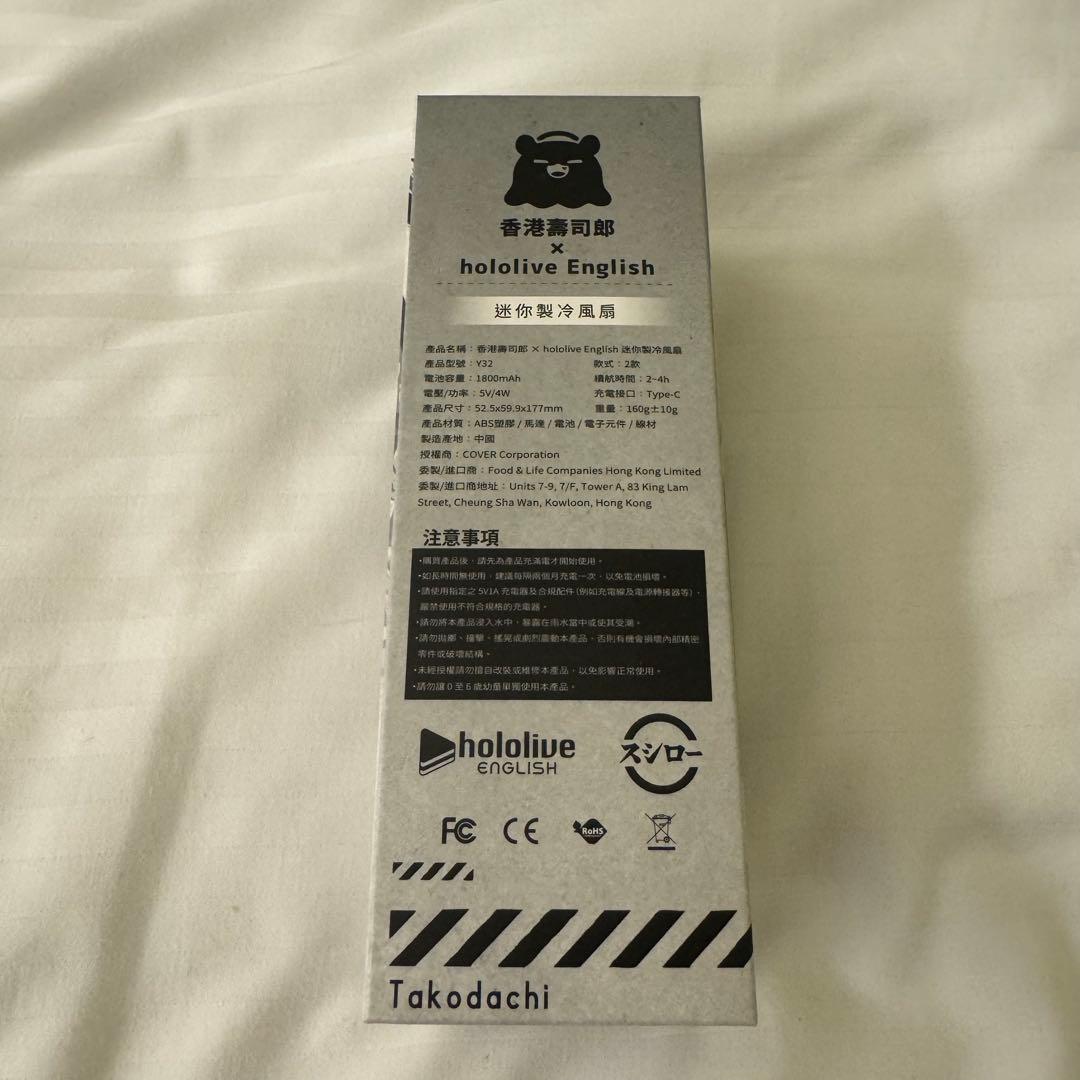 香港壽司郎
×
hololive English
迷你製冷風扇
產品名稱：香港壽司郎 × hololive English 迷你製冷風扇
產品型號：Y32 款式：2款
電池容量：1800mAh 續航時間：2~4h
電壓/功率：5V/4W 充電接口：Type-C
產品尺寸：52.5x59.9x177mm 重量：160g±10g
產品材質：ABS塑膠 / 馬達 / 電池 / 電子元件 / 線材
製造產地：中國
授權商：COVER Corporation
委製/進口商：Food & Life Companies Hong Kong Limited
委製/進口商地址：Units 7-9, 7/F, Tower A, 83 King Lam
Street, Cheung Sha Wan, Kowloon, Hong Kong
注意事項
·購買產品後，請先為產品充滿電才開始使用。
·如長時間無使用，建議每隔兩個月充電一次，以免電池損壞。
·請使用指定之 5V1A 充電器及合規配件 (例如充電線及電源轉接器等)，
嚴禁使用不符合規格的充電器。
·請勿將本產品浸入水中，暴露在雨水當中或使其受潮。
·請勿拋擲、撞擊、搖晃或劇烈震動本產品，否則有機會損壞內部精密
零件或破壞結構。
·未經授權請勿擅自改裝或維修本產品，以免影響正常使用。
·請勿讓 0 至 6 歲幼童單獨使用本產品。
hololive
ENGLISH
スシロー
FC CE RoHS
Takodachi